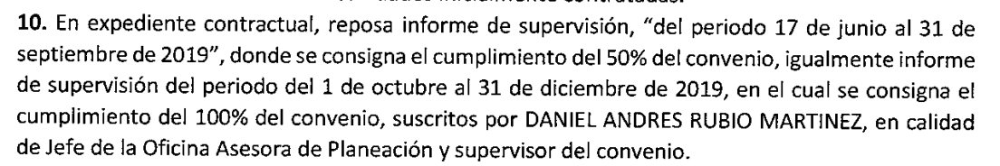 10. En expediente contractual, reposa informe de supervisión, “del periodo 17 de junio al 31 de
septiembre de 2019”, donde se consigna el cumplimiento del 50% del convenio, igualmente informe
de supervisión del periodo del 1 de octubre al 31 de diciembre de 2019, en el cual se consigna el
cumplimiento del 100% del convenio, suscritos por DANIEL ANDRES RUBIO MARTINEZ, en calidad
de Jefe de la Oficina Asesora de Planeación y supervisor del convenio.